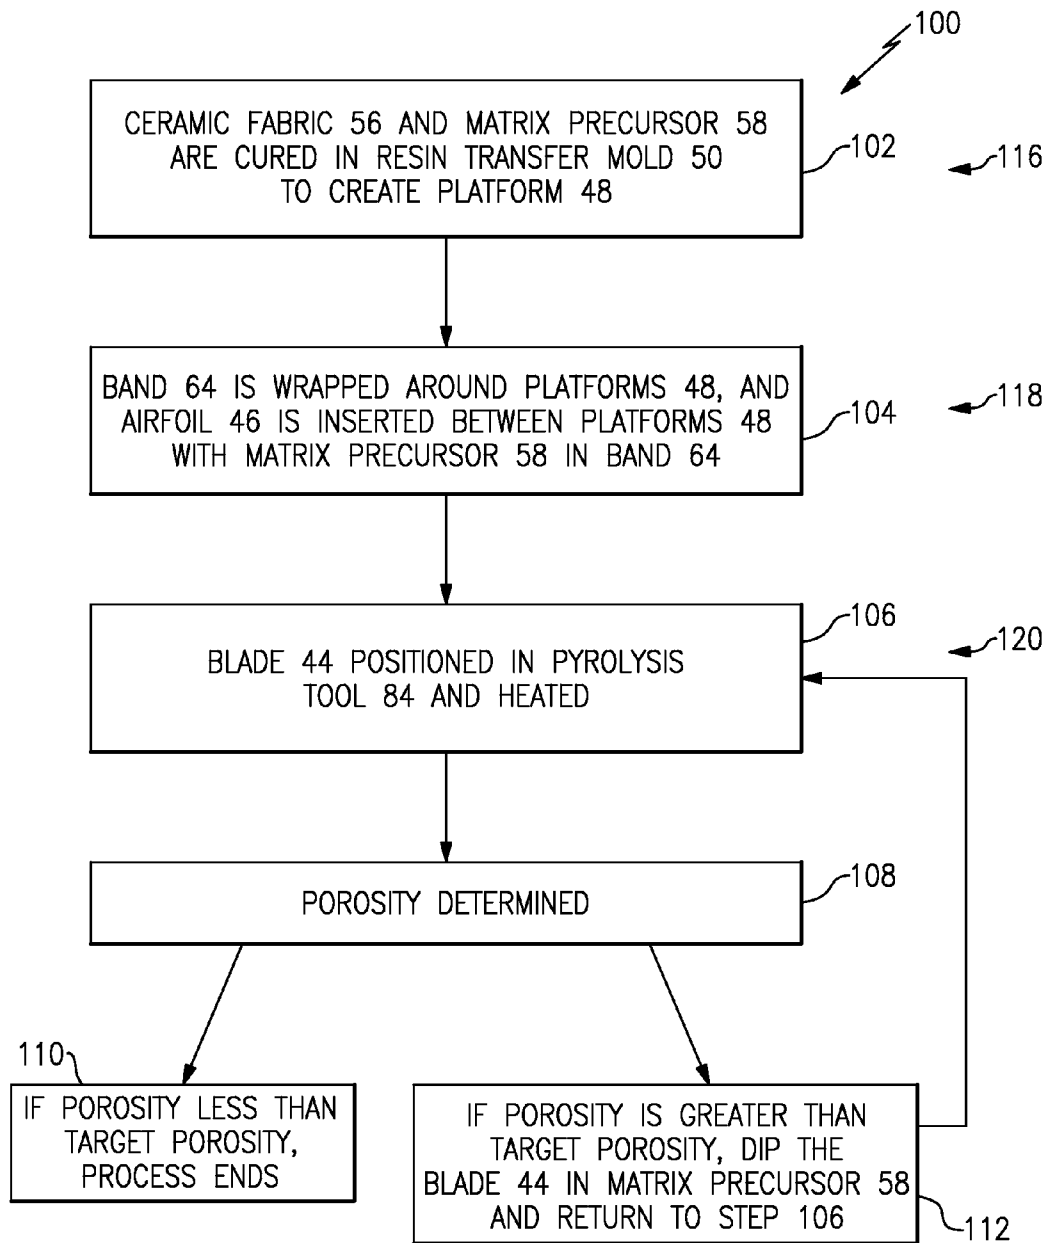 100
CERAMIC FABRIC 56 AND MATRIX PRECURSOR 58
ARE CURED IN RESIN TRANSFER MOLD 50
TO CREATE PLATFORM 48
102
116
BAND 64 IS WRAPPED AROUND PLATFORMS 48, AND
AIRFOIL 46 IS INSERTED BETWEEN PLATFORMS 48
WITH MATRIX PRECURSOR 58 IN BAND 64
104
118
106
BLADE 44 POSITIONED IN PYROLYSIS
TOOL 84 AND HEATED
120
POROSITY DETERMINED
108
110
IF POROSITY LESS THAN
TARGET POROSITY,
PROCESS ENDS
IF POROSITY IS GREATER THAN
TARGET POROSITY, DIP THE
BLADE 44 IN MATRIX PRECURSOR 58
AND RETURN TO STEP 106
112